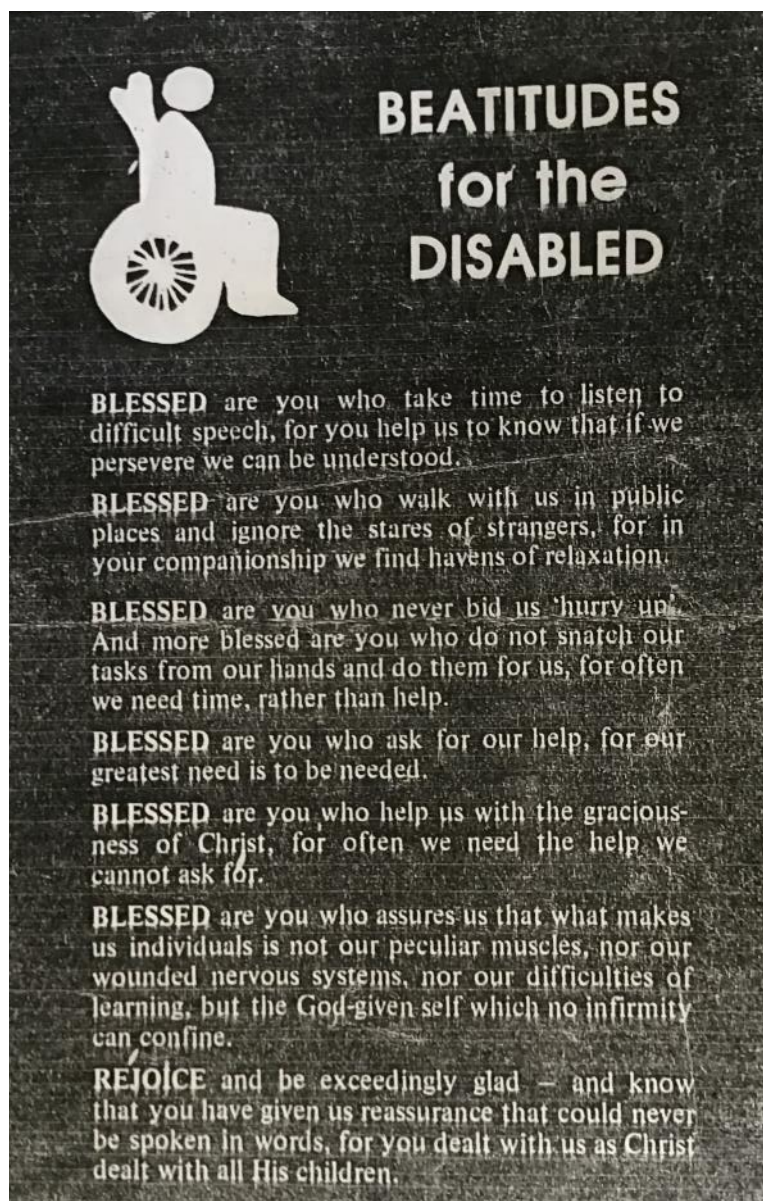 BEATITUDES
for the
DISABLED
BLESSED are you who take time to listen to
difficult speech, for you help us to know that if we
persevere we can be understood.
BLESSED are you who walk with us in public
places and ignore the stares of strangers, for in
your companionship we find havens of relaxation.
BLESSED are you who never bid us 'hurry up'.
And more blessed are you who do not snatch our
tasks from our hands and do them for us, for often
we need time, rather than help.
BLESSED are you who ask for our help, for our
greatest need is to be needed.
BLESSED are you who help us with the gracious-
ness of Christ, for often we need the help we
cannot ask for.
BLESSED are you who assures us that what makes
us individuals is not our peculiar muscles, nor our
wounded nervous systems, nor our difficulties of
learning, but the God-given self which no infirmity
can confine.
REJOICE and be exceedingly glad – and know
that you have given us reassurance that could never
be spoken in words, for you dealt with us as Christ
dealt with all His children.